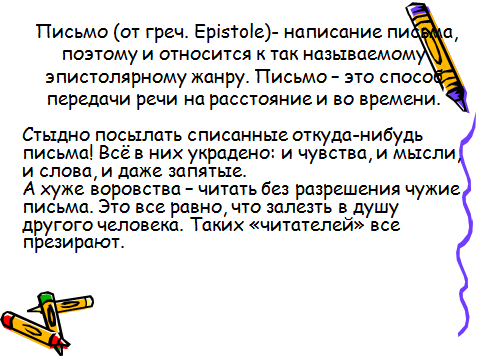 Письмо (от греч. Epistole)- написание письма,
поэтому и относится к так называемому
эпистолярному жанру. Письмо – это способ
передачи речи на расстояние и во времени.
Стыдно посылать списанные откуда-нибудь
письма! Всё в них украдено: и чувства, и мысли,
и слова, и даже запятые.
А хуже воровства – читать без разрешения чужие
письма. Это все равно, что залезть в душу
другого человека. Таких «читателей» все
презирают.